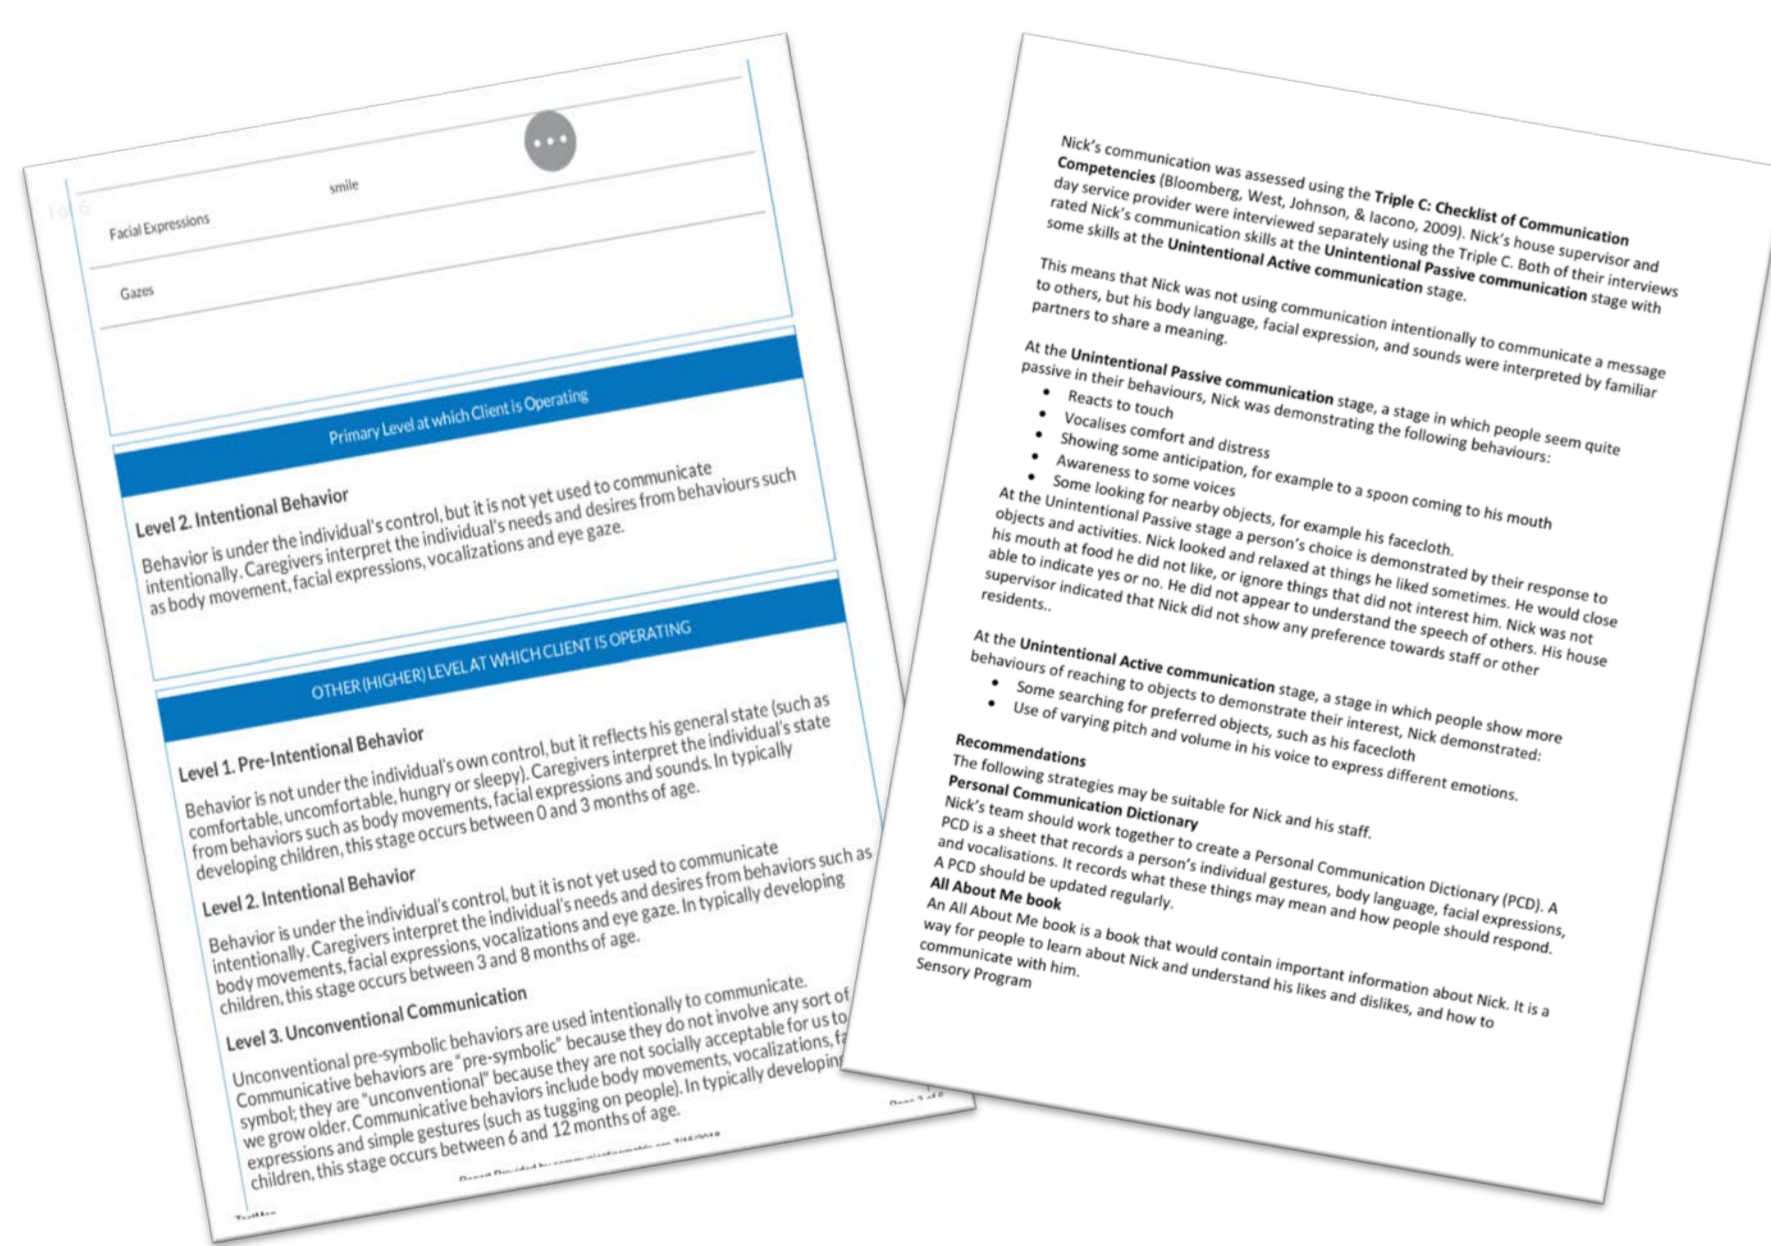 smile
Facial Expressions
Gazes
Primary Level at which Client is Operating
Level 2. Intentional Behavior
Behavior is under the individual's control, but it is not yet used to communicate
intentionally. Caregivers interpret the individual's needs and desires from behaviours such
as body movement, facial expressions, vocalizations and eye gaze.
OTHER (HIGHER) LEVEL AT WHICH CLIENT IS OPERATING
Level 1. Pre-Intentional Behavior
Behavior is not under the individual's own control, but it reflects his general state (such as
comfortable, uncomfortable, hungry or sleepy). Caregivers interpret the individual's state
from behaviors such as body movements, facial expressions and sounds. In typically
developing children, this stage occurs between 0 and 3 months of age.
Level 2. Intentional Behavior
Behavior is under the individual's control, but it is not yet used to communicate
intentionally. Caregivers interpret the individual's needs and desires from behaviors such as
body movements, facial expressions, vocalizations and eye gaze. In typically developing
children, this stage occurs between 3 and 8 months of age.
Level 3. Unconventional Communication
Unconventional pre-symbolic behaviors are used intentionally to communicate.
Communicative behaviors are "pre-symbolic" because they do not involve any sort of
symbol; they are "unconventional" because they are not socially acceptable for us to
we grow older. Communicative behaviors include body movements, vocalizations, fa
expressions and simple gestures (such as tugging on people). In typically developing
children, this stage occurs between 6 and 12 months of age.
Nick's communication was assessed using the Triple C: Checklist of Communication
Competencies (Bloomberg, West, Johnson, & Iacono, 2009). Nick's house supervisor and
day service provider were interviewed separately using the Triple C. Both of their interviews
rated Nick's communication skills at the Unintentional Passive communication stage with
some skills at the Unintentional Active communication stage.
This means that Nick was not using communication intentionally to communicate a message
to others, but his body language, facial expression, and sounds were interpreted by familiar
partners to share a meaning.
At the Unintentional Passive communication stage, a stage in which people seem quite
passive in their behaviours, Nick was demonstrating the following behaviours:
• Reacts to touch
• Vocalises comfort and distress
• Showing some anticipation, for example to a spoon coming to his mouth
• Awareness to some voices
• Some looking for nearby objects, for example his facecloth.
At the Unintentional Passive stage a person's choice is demonstrated by their response to
objects and activities. Nick looked and relaxed at things he liked sometimes. He would close
his mouth at food he did not like, or ignore things that did not interest him. Nick was not
able to indicate yes or no. He did not appear to understand the speech of others. His house
supervisor indicated that Nick did not show any preference towards staff or other
residents..
At the Unintentional Active communication stage, a stage in which people show more
behaviours of reaching to objects to demonstrate their interest, Nick demonstrated:
• Some searching for preferred objects, such as his facecloth
• Use of varying pitch and volume in his voice to express different emotions.
Recommendations
The following strategies may be suitable for Nick and his staff.
Personal Communication Dictionary
Nick's team should work together to create a Personal Communication Dictionary (PCD). A
PCD is a sheet that records a person's individual gestures, body language, facial expressions,
and vocalisations. It records what these things may mean and how people should respond.
A PCD should be updated regularly.
All About Me book
An All About Me book is a book that would contain important information about Nick. It is a
way for people to learn about Nick and understand his likes and dislikes, and how to
communicate with him.
Sensory Program